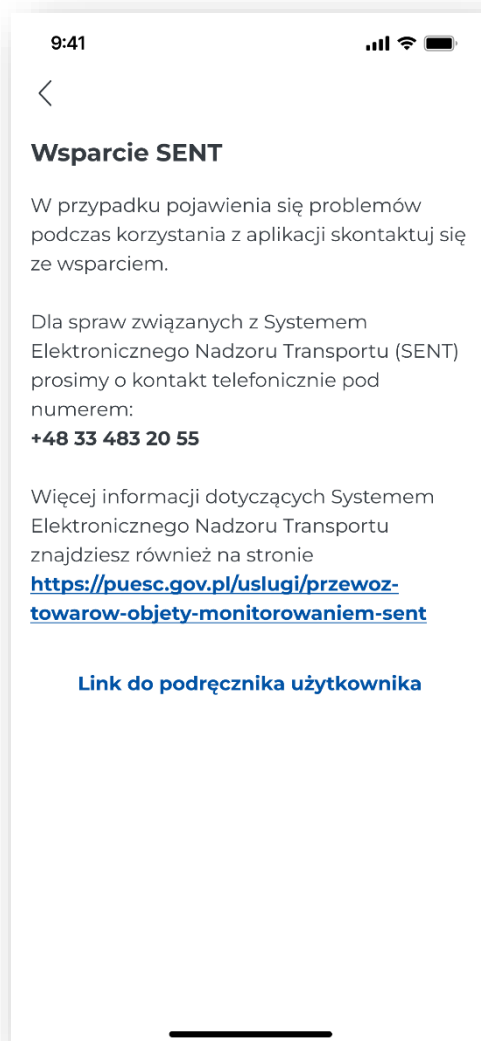 9:41
Wsparcie SENT
W przypadku pojawienia się problemów
podczas korzystania z aplikacji skontaktuj się
ze wsparciem.
Dla spraw związanych z Systemem
Elektronicznego Nadzoru Transportu (SENT)
prosimy o kontakt telefonicznie pod
numerem:
+48 33 483 20 55
Więcej informacji dotyczących Systemem
Elektronicznego Nadzoru Transportu
znajdziesz również na stronie
https://puesc.gov.pl/uslugi/przewoz-
towarow-objety-monitorowaniem-sent
Link do podręcznika użytkownika